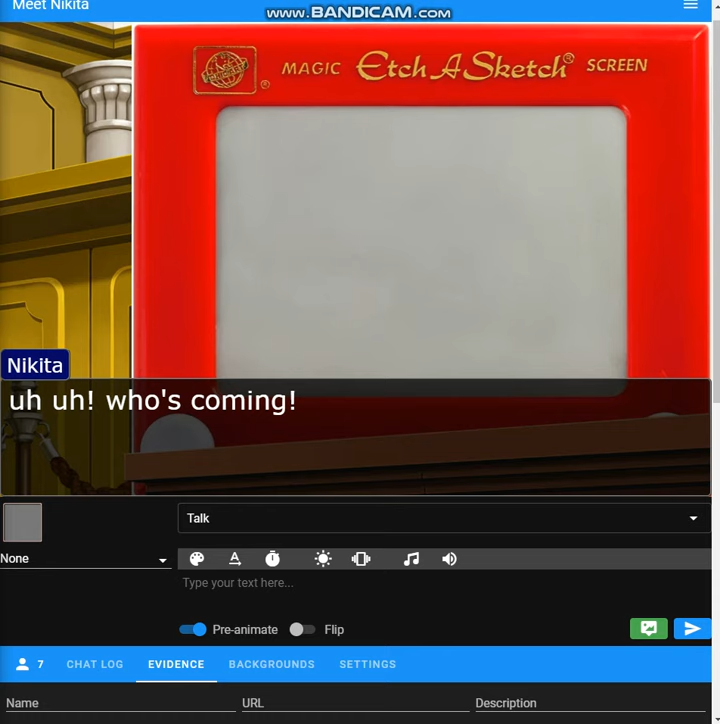 Meet Nikita
www.BANDICAM.com
MAGIC Etch A Sketch® SCREEN
®
Nikita
uh uh! who's coming!
Talk
None
Type your text here...
Pre-animate Flip
7 CHAT LOG EVIDENCE BACKGROUNDS SETTINGS
Name URL Description